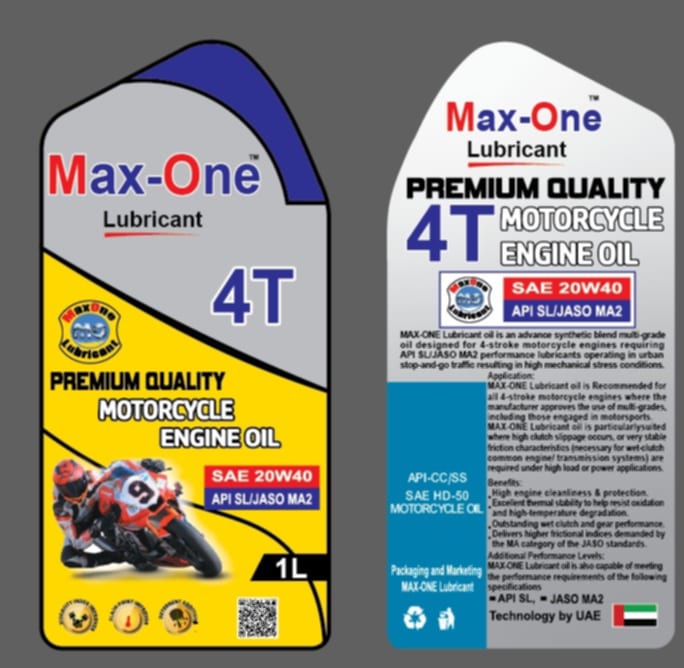 Max-One™
Lubricant
4T
MaxOne
Lubricant
PREMIUM QUALITY
MOTORCYCLE
ENGINE OIL
9
SAE 20W40
API SL/JASO MA2
1L
Max-One™
Lubricant
PREMIUM QUALITY
4T MOTORCYCLE
ENGINE OIL
MaxOne
Lubricant
SAE 20W40
API SL/JASO MA2
MAX-ONE Lubricant oil is an advance synthetic blend multi-grade
oil designed for 4-stroke motorcycle engines requiring
API SL/JASO MA2 performance lubricants operating in urban
stop-and-go traffic resulting in high mechanical stress conditions.
Application:
MAX-ONE Lubricant oil is Recommended for
all 4-stroke motorcycle engines where the
manufacturer approves the use of multi-grades,
including those engaged in motorsports.
MAX-ONE Lubricant oil is particularlysuited
where high clutch slippage occurs, or very stable
friction characteristics (necessary for wet-clutch
common engine/ transmission systems) are
required under high load or power applications.
Benefits:
High engine cleanliness & protection.
Excellent thermal stability to help resist oxidation
and high-temperature degradation.
Outstanding wet clutch and gear performance.
Delivers higher frictional indices demanded by
the MA category of the JASO standards.
Additional Performance Levels:
MAX-ONE Lubricant oil is also capable of meeting
the performance requirements of the following
specifications
▪ API SL, ▪ JASO MA2
Technology by UAE
API-CC/SS
SAE HD-50
MOTORCYCLE OIL
Packaging and Marketing
MAX-ONE Lubricant